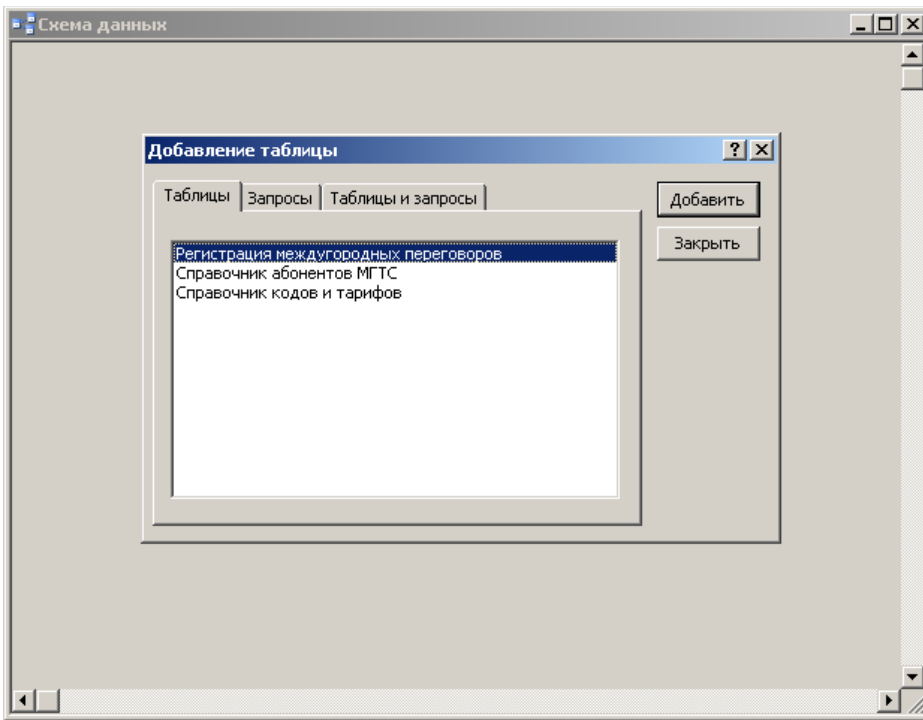 Схема данных
Добавление таблицы
Таблицы Запросы Таблицы и запросы
Добавить
Закрыть
Регистрация междугородных переговоров
Справочник абонентов МГТС
Справочник кодов и тарифов